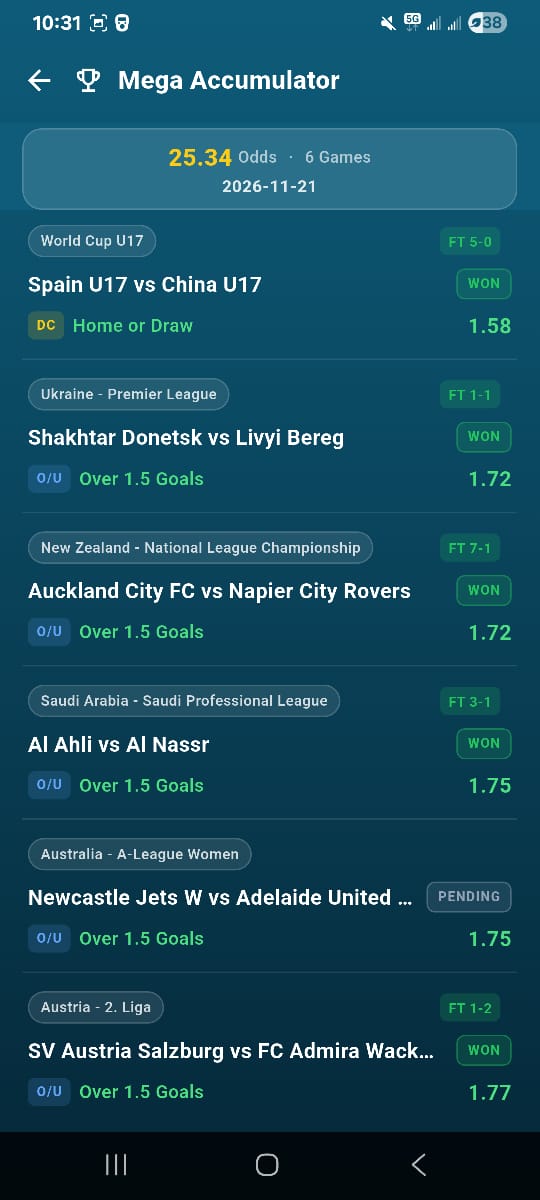 10:31 5G 38
Mega Accumulator
25.34 Odds · 6 Games
2026-11-21
World Cup U17 FT 5-0
Spain U17 vs China U17 WON
DC Home or Draw 1.58
Ukraine - Premier League FT 1-1
Shakhtar Donetsk vs Livyi Bereg WON
O/U Over 1.5 Goals 1.72
New Zealand - National League Championship FT 7-1
Auckland City FC vs Napier City Rovers WON
O/U Over 1.5 Goals 1.72
Saudi Arabia - Saudi Professional League FT 3-1
Al Ahli vs Al Nassr WON
O/U Over 1.5 Goals 1.75
Australia - A-League Women
Newcastle Jets W vs Adelaide United ... PENDING
O/U Over 1.5 Goals 1.75
Austria - 2. Liga FT 1-2
SV Austria Salzburg vs FC Admira Wack... WON
O/U Over 1.5 Goals 1.77